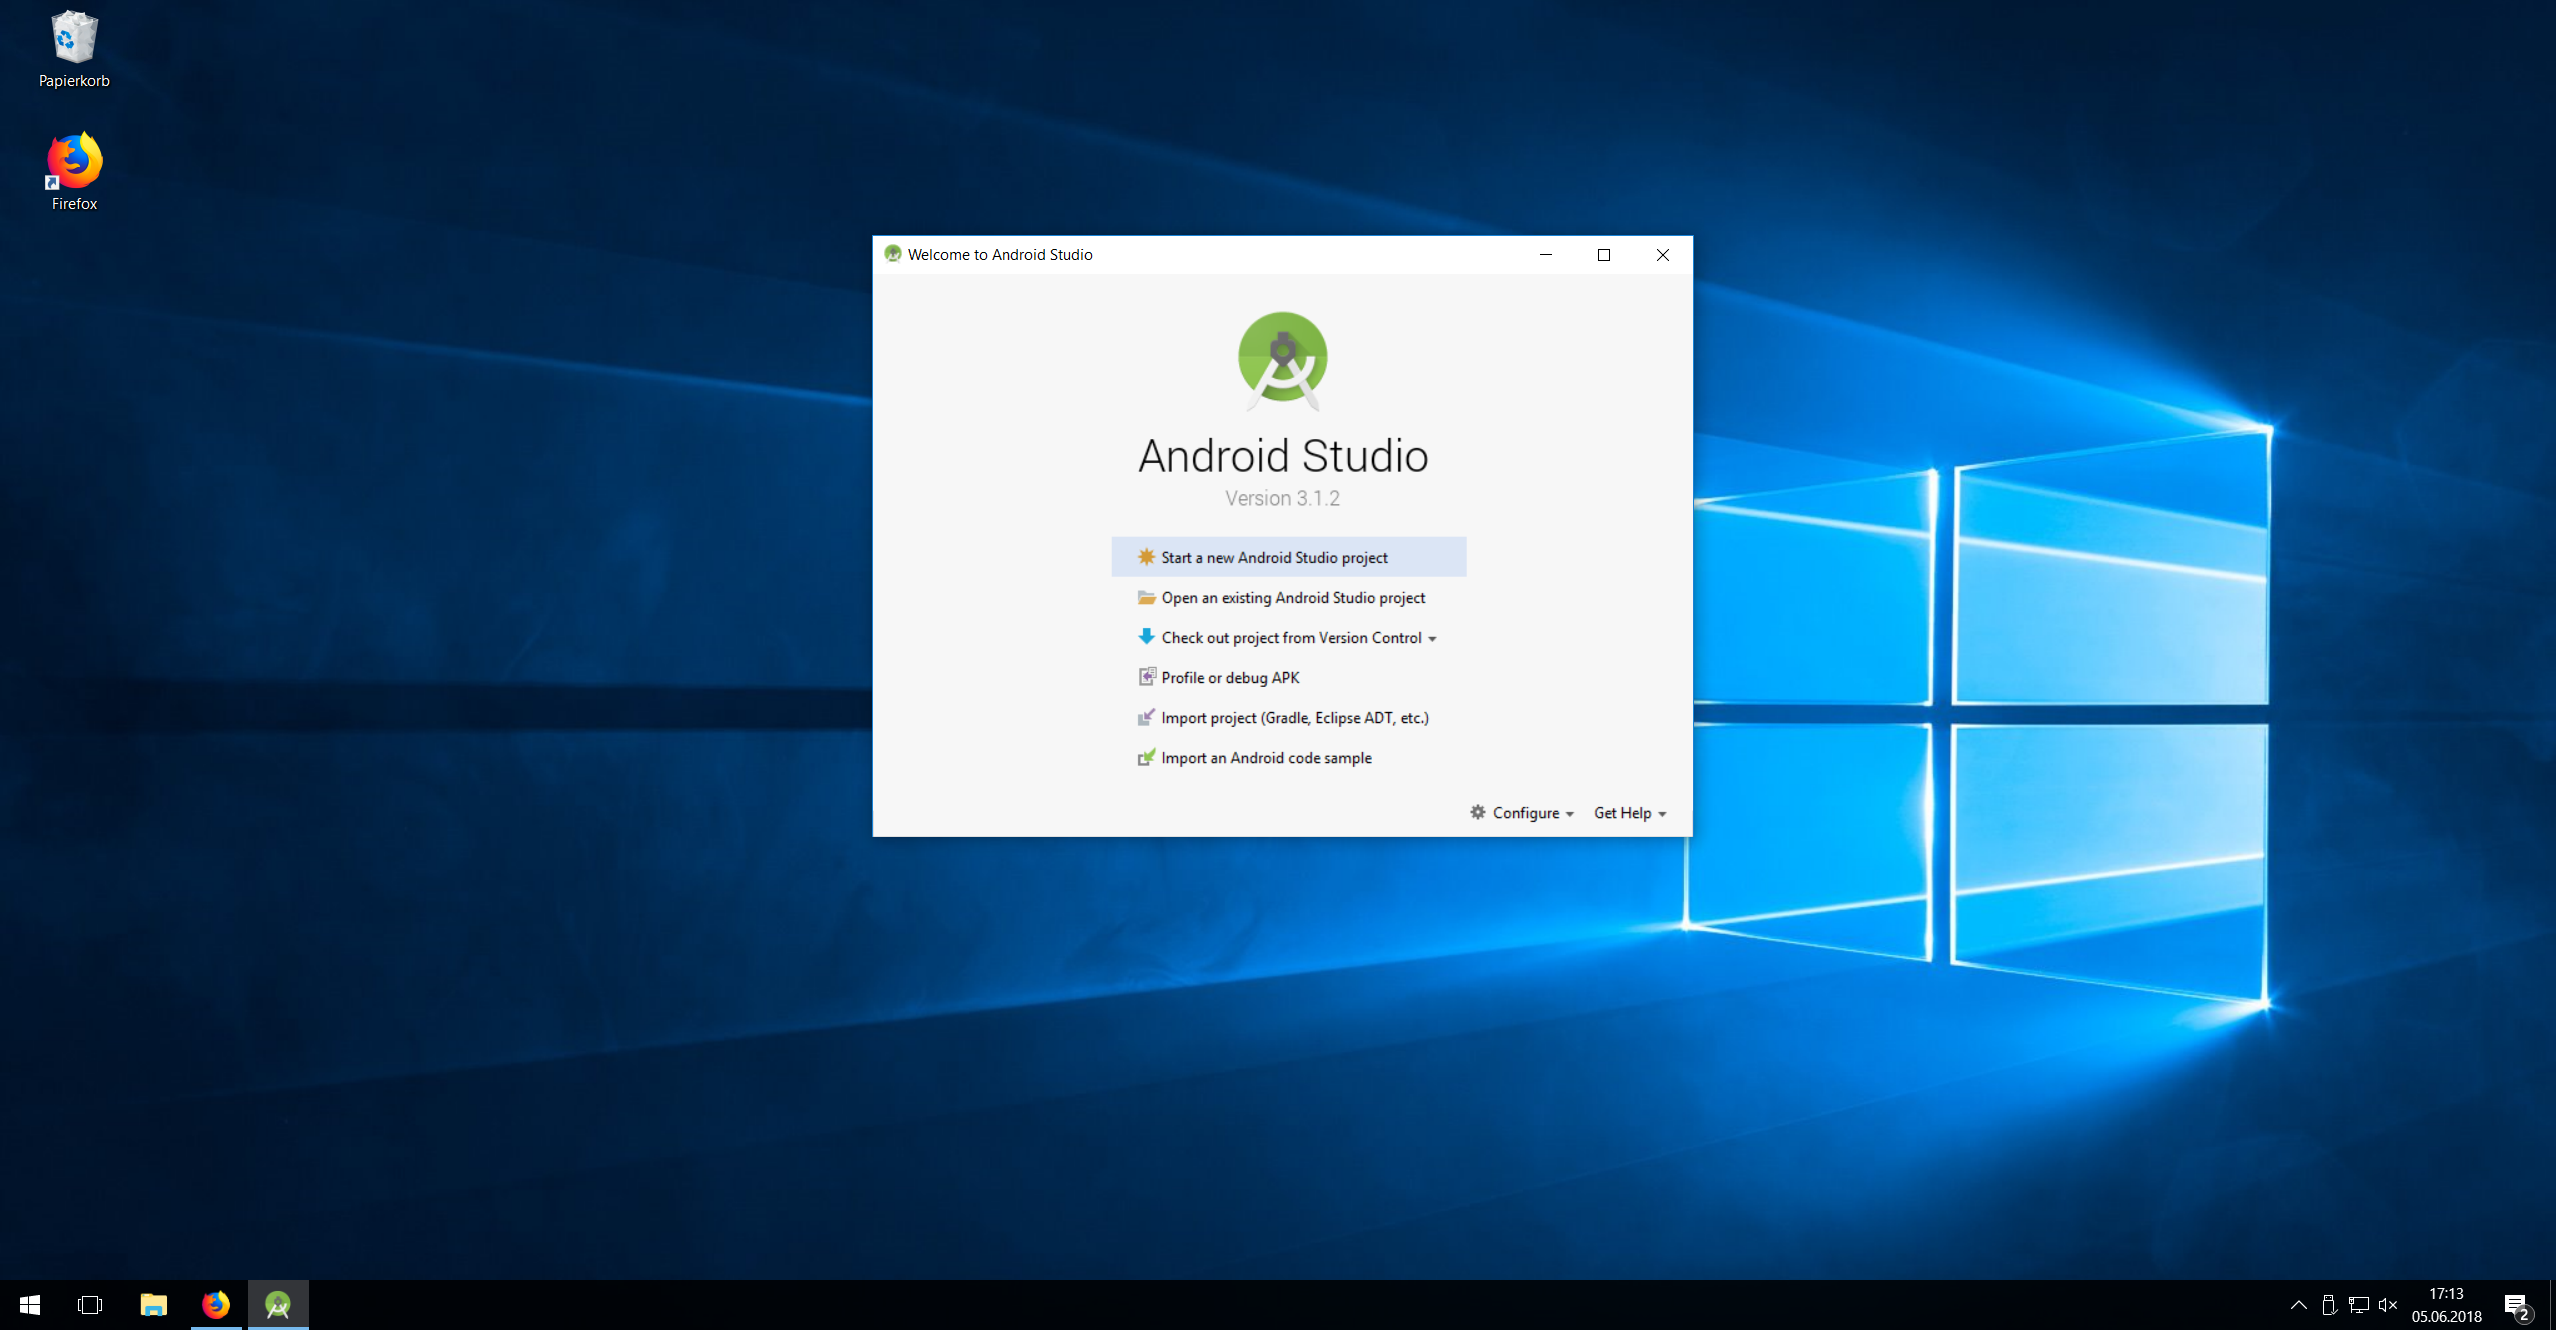 Papierkorb
Firefox
Welcome to Android Studio
Android Studio
Version 3.1.2
Start a new Android Studio project
Open an existing Android Studio project
Check out project from Version Control
Profile or debug APK
Import project (Gradle, Eclipse ADT, etc.)
Import an Android code sample
Configure
Get Help
17:13
05.06.2018
2